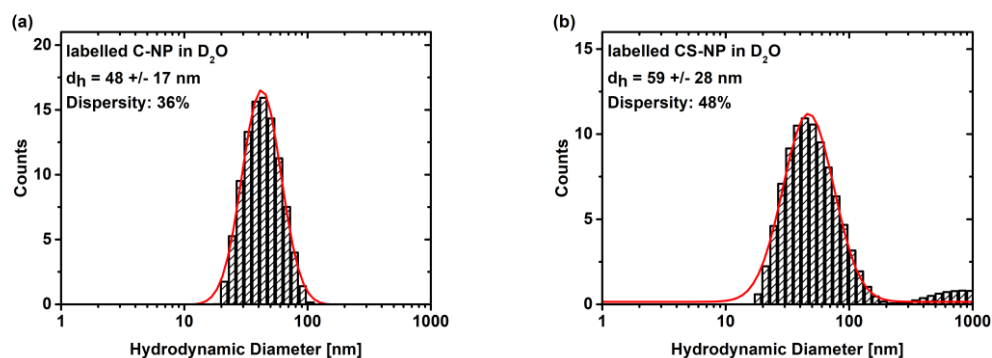 (a)
20
15
10
5
0
Counts
labelled C-NP in D₂O
dh = 48 +/- 17 nm
Dispersity: 36%
1 10 100 1000
Hydrodynamic Diameter [nm]
(b)
15
10
5
0
Counts
labelled CS-NP in D₂O
dh = 59 +/- 28 nm
Dispersity: 48%
1 10 100 1000
Hydrodynamic Diameter [nm]